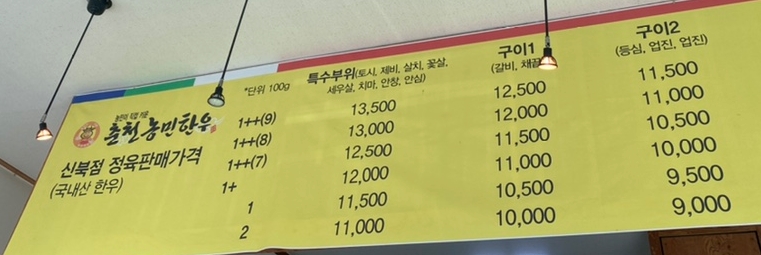 춘천 농민한우
신북점 정육판매가격
(국내산 한우)
*단위 100g
특수부위(토시, 제비, 살치, 꽃살,
세우살, 치마, 안창, 안심)
구이1
(갈비, 채끝)
구이2
(등심, 업진, 업진)
1++(9) 13,500 12,500 11,500
1++(8) 13,000 12,000 11,000
1++(7) 12,500 11,500 10,500
1+ 12,000 11,000 10,000
1 11,500 10,500 9,500
2 11,000 10,000 9,000